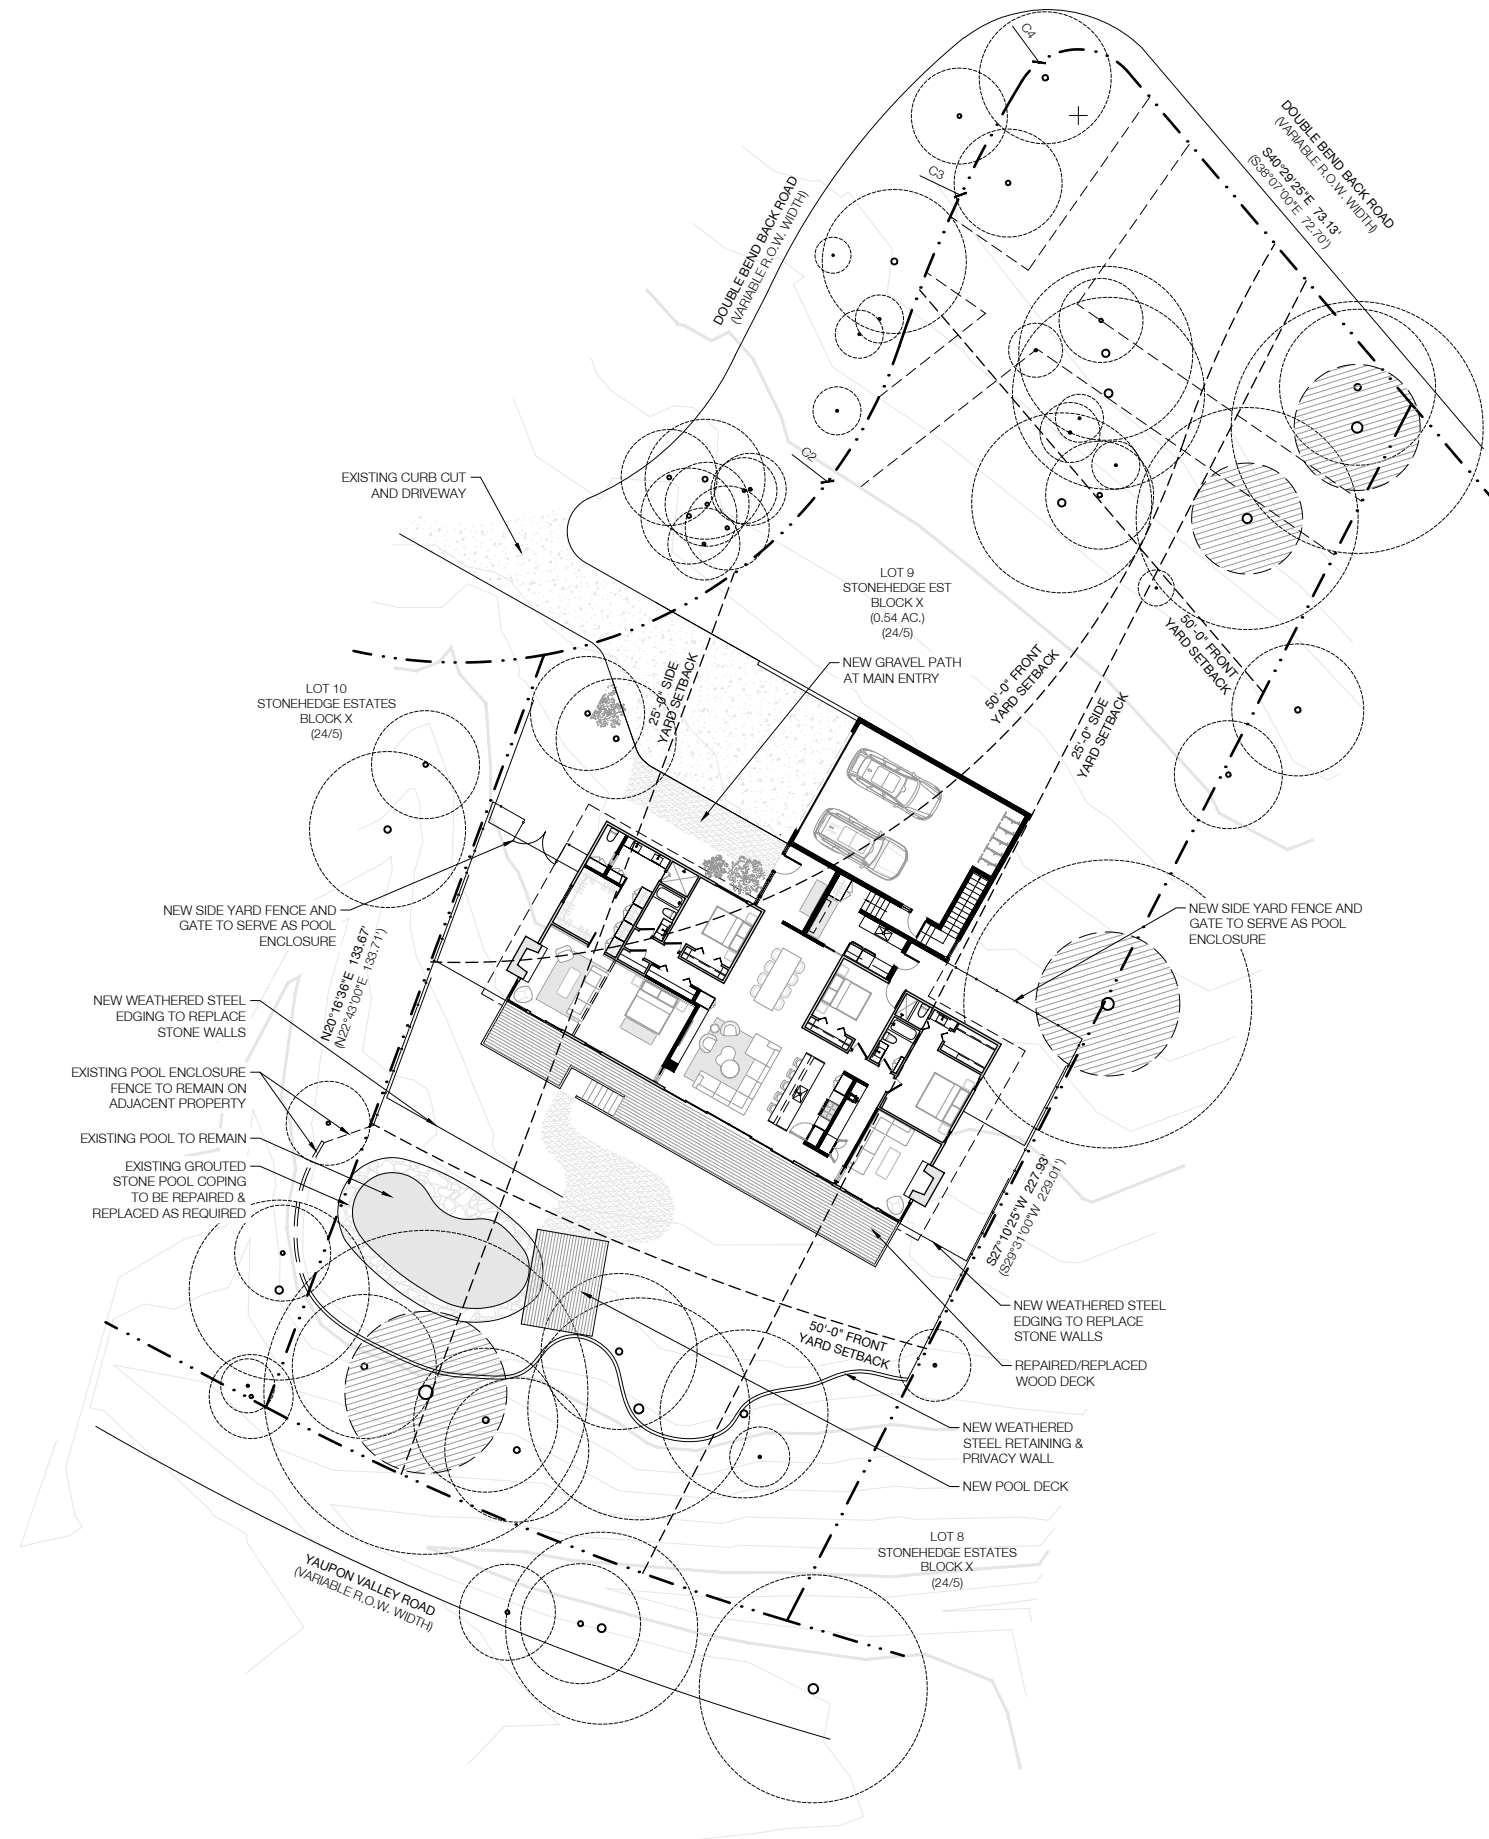 C4
DOUBLE BEND BACK ROAD
(VARIABLE R.O.W. WIDTH)
S40°29'25"E 73.13'
(S38°07'00"E 72.70')
C3
DOUBLE BEND BACK ROAD
(VARIABLE R.O.W. WIDTH)
C2
EXISTING CURB CUT
AND DRIVEWAY
LOT 9
STONEHEDGE EST
BLOCK X
(0.54 AC.)
(24/5)
50'-0" FRONT
YARD SETBACK
NEW GRAVEL PATH
AT MAIN ENTRY
50'-0" FRONT
YARD SETBACK
25'-0" SIDE
YARD SETBACK
LOT 10
STONEHEDGE ESTATES
BLOCK X
(24/5)
25'-0" SIDE
YARD SETBACK
NEW SIDE YARD FENCE AND
GATE TO SERVE AS POOL
ENCLOSURE
NEW SIDE YARD FENCE AND
GATE TO SERVE AS POOL
ENCLOSURE
N20°16'36"E 133.67'
(N22°43'00"E 133.71')
NEW WEATHERED STEEL
EDGING TO REPLACE
STONE WALLS
EXISTING POOL ENCLOSURE
FENCE TO REMAIN ON
ADJACENT PROPERTY
EXISTING POOL TO REMAIN
EXISTING GROUTED
STONE POOL COPING
TO BE REPAIRED &
REPLACED AS REQUIRED
S27°10'25"W 227.93'
(S29°31'00"W 229.01')
NEW WEATHERED STEEL
EDGING TO REPLACE
STONE WALLS
50'-0" FRONT
YARD SETBACK
REPAIRED/REPLACED
WOOD DECK
NEW WEATHERED
STEEL RETAINING &
PRIVACY WALL
NEW POOL DECK
LOT 8
STONEHEDGE ESTATES
BLOCK X
(24/5)
YAUPON VALLEY ROAD
(VARIABLE R.O.W. WIDTH)